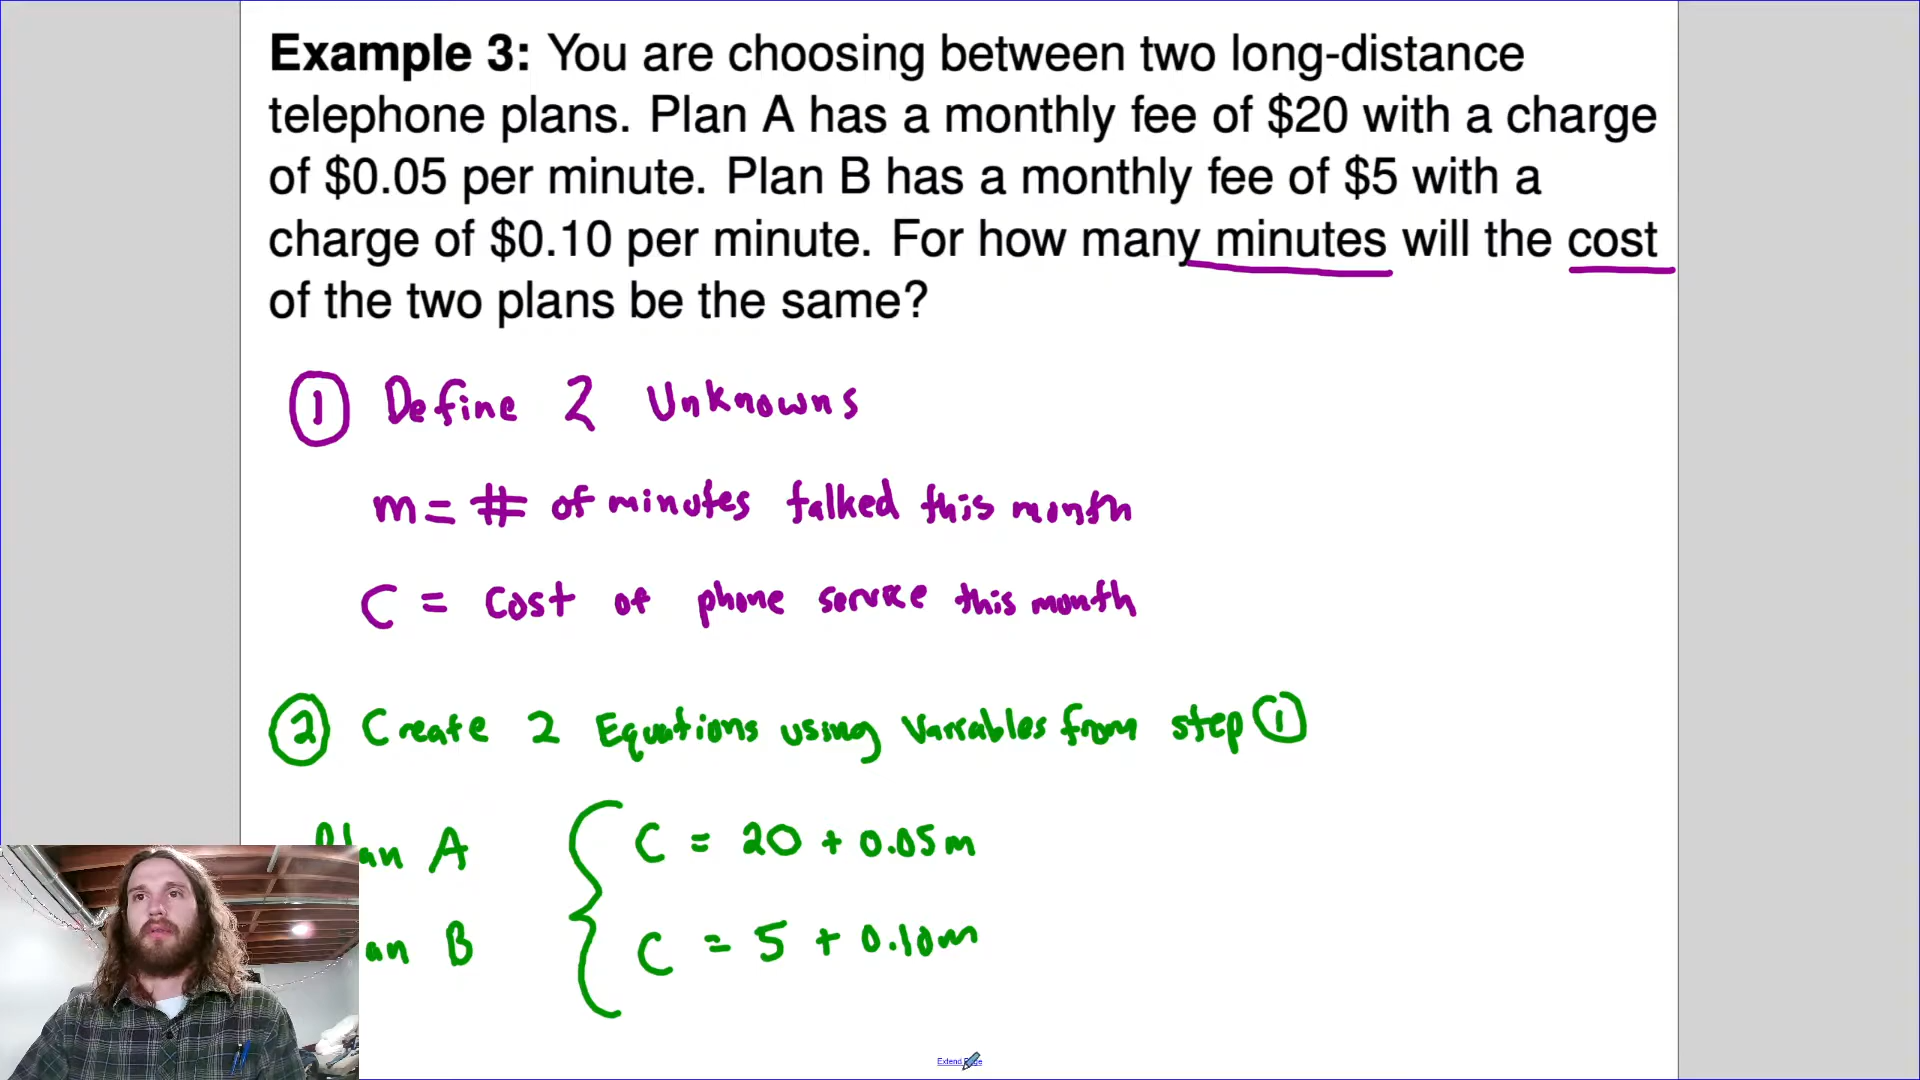 Example 3: You are choosing between two long-distance
telephone plans. Plan A has a monthly fee of $20 with a charge
of $0.05 per minute. Plan B has a monthly fee of $5 with a
charge of $0.10 per minute. For how many minutes will the cost
of the two plans be the same?
① Define 2 Unknowns
m = # of minutes talked this month
C = cost of phone service this month
② Create 2 Equations using Variables from step ①
Plan A { C = 20 + 0.05m
an B C = 5 + 0.10m
Extend